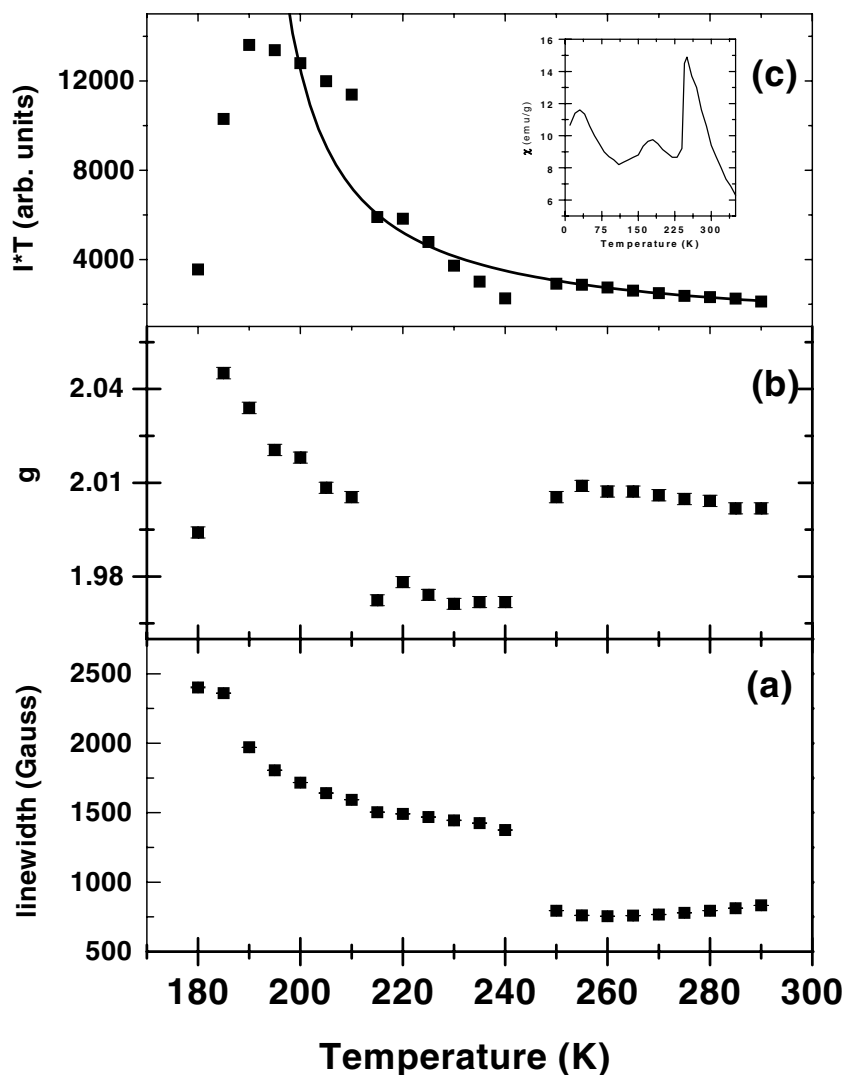 (c)
I*T (arb. units)
12000
8000
4000
χ (emu/g)
16
14
12
10
8
6
0 75 150 225 300
Temperature (K)
(b)
g
2.04
2.01
1.98
(a)
linewidth (Gauss)
2500
2000
1500
1000
500
180 200 220 240 260 280 300
Temperature (K)